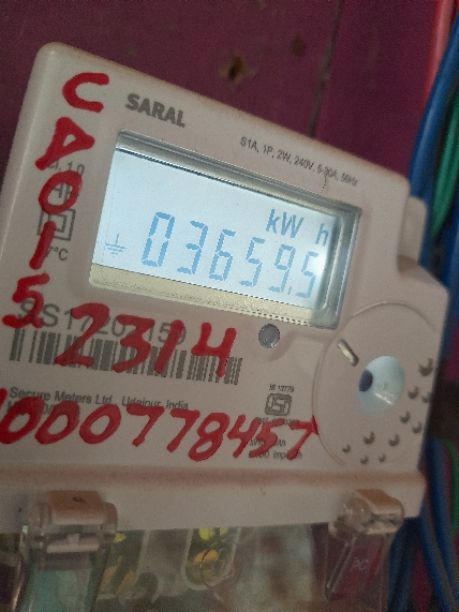 SARAL
S1A, 1P, 2W, 240V, 5-30A, 50Hz
kW h
03659.5
CA015
2314
Secure Meters Ltd., Udaipur, India
1000778457